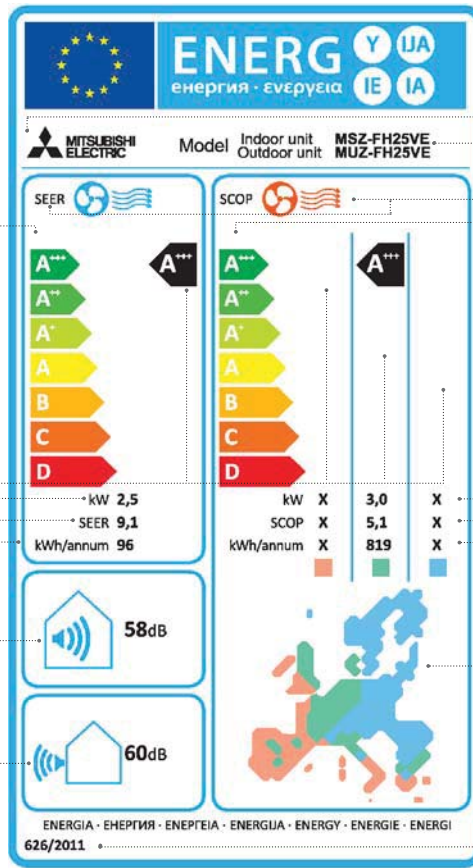 ENERG
Y IJA
IE IA
енергия · ενεργεια
MITSUBISHI
ELECTRIC
Model Indoor unit MSZ-FH25VE
Outdoor unit MUZ-FH25VE
SEER
A+++ A+++
A++
A+
A
B
C
D
kW 2,5
SEER 9,1
kWh/annum 96
SCOP
A+++ A+++
A++
A+
A
B
C
D
kW X 3,0 X
SCOP X 5,1 X
kWh/annum X 819 X
58dB
60dB
ENERGIA · ЕНЕРГИЯ · ΕΝΕΡΓΕΙΑ · ENERGIJA · ENERGY · ENERGIE · ENERGI
626/2011